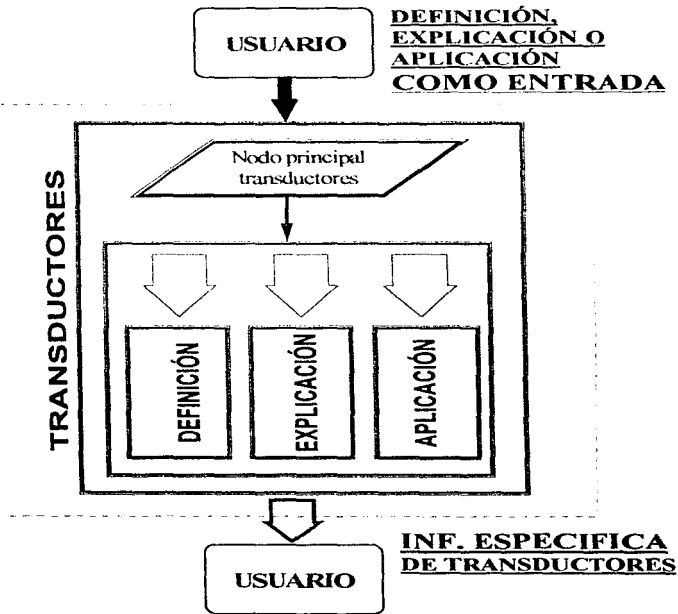 USUARIO
DEFINICIÓN,
EXPLICACIÓN O
APLICACIÓN
COMO ENTRADA
TRANSDUCTORES
Nodo principal
transductores
DEFINICIÓN
EXPLICACIÓN
APLICACIÓN
USUARIO
INF. ESPECIFICA
DE TRANSDUCTORES